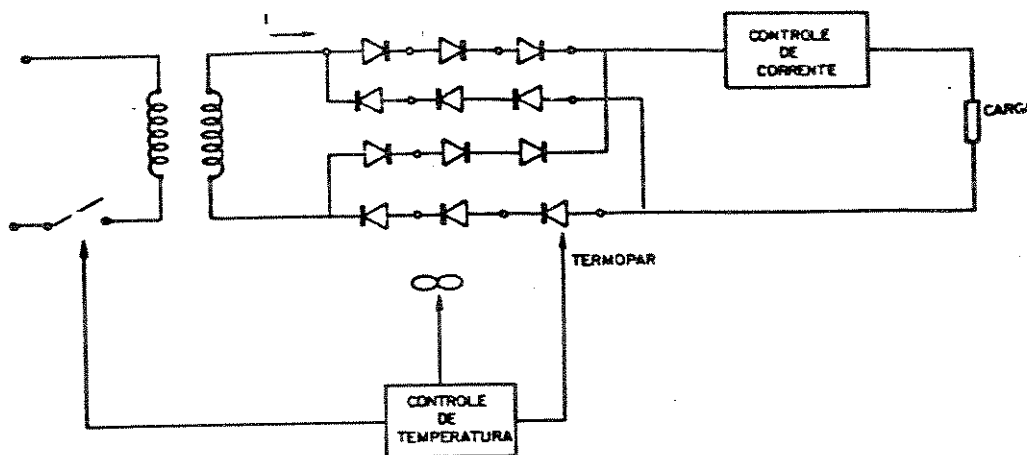 I
CONTROLE
DE
CORRENTE
CARGA
TERMOPAR
CONTROLE
DE
TEMPERATURA